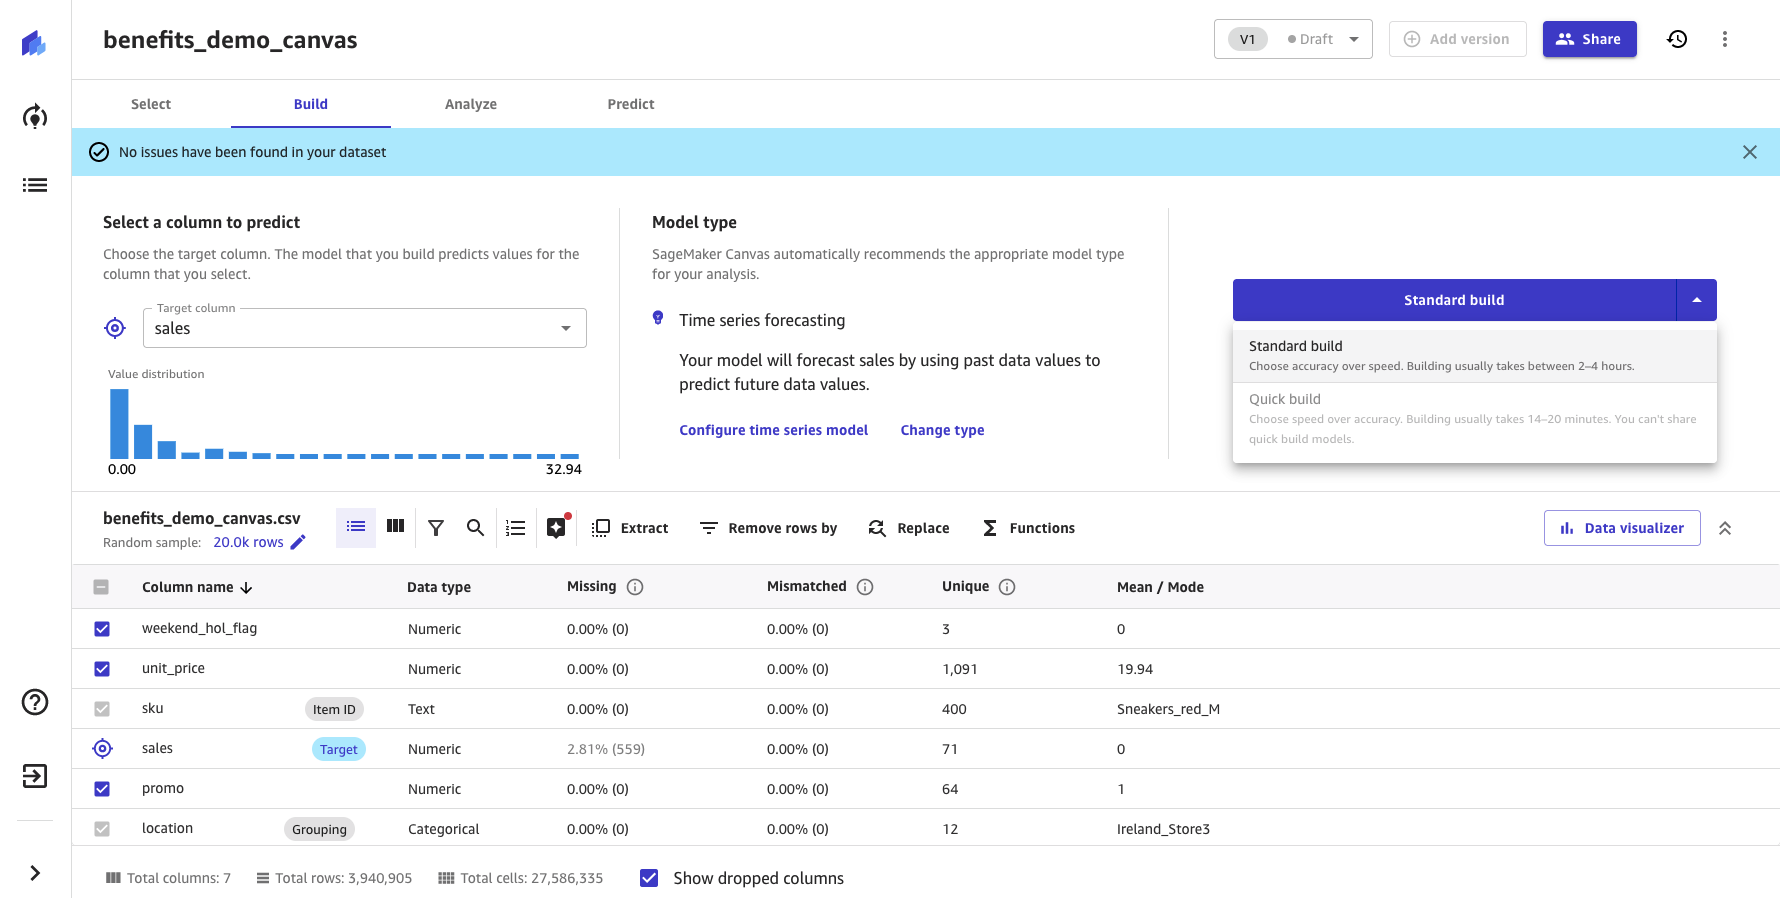 benefits_demo_canvas
V1
Draft
Add version
Share
Select
Build
Analyze
Predict
No issues have been found in your dataset
Select a column to predict
Choose the target column. The model that you build predicts values for the
column that you select.
Target column
sales
Value distribution
0.00
32.94
Model type
SageMaker Canvas automatically recommends the appropriate model type
for your analysis.
Time series forecasting
Your model will forecast sales by using past data values to
predict future data values.
Configure time series model
Change type
Standard build
Standard build
Choose accuracy over speed. Building usually takes between 2–4 hours.
Quick build
Choose speed over accuracy. Building usually takes 14–20 minutes. You can't share
quick build models.
benefits_demo_canvas.csv
Random sample: 20.0k rows
Extract
Remove rows by
Replace
Functions
Data visualizer
Column name Data type Missing Mismatched Unique Mean / Mode
weekend_hol_flag Numeric 0.00% (0) 0.00% (0) 3 0
unit_price Numeric 0.00% (0) 0.00% (0) 1,091 19.94
sku Item ID Text 0.00% (0) 0.00% (0) 400 Sneakers_red_M
sales Target Numeric 2.81% (559) 0.00% (0) 71 0
promo Numeric 0.00% (0) 0.00% (0) 64 1
location Grouping Categorical 0.00% (0) 0.00% (0) 12 Ireland_Store3
Total columns: 7 Total rows: 3,940,905 Total cells: 27,586,335 Show dropped columns